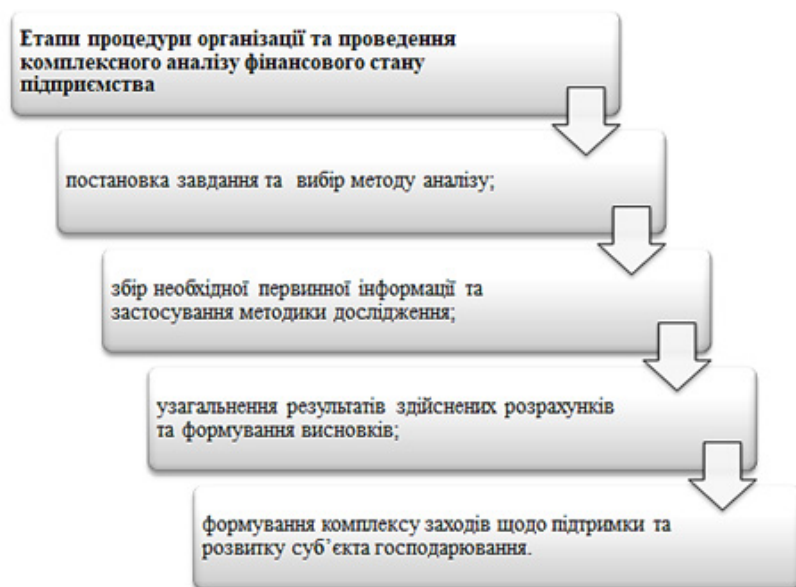 Етапи процедури організації та проведення
комплексного аналізу фінансового стану
підприємства
постановка завдання та вибір методу аналізу;
збір необхідної первинної інформації та
застосування методики дослідження;
узагальнення результатів здійснених розрахунків
та формування висновків;
формування комплексу заходів щодо підтримки та
розвитку суб’єкта господарювання.